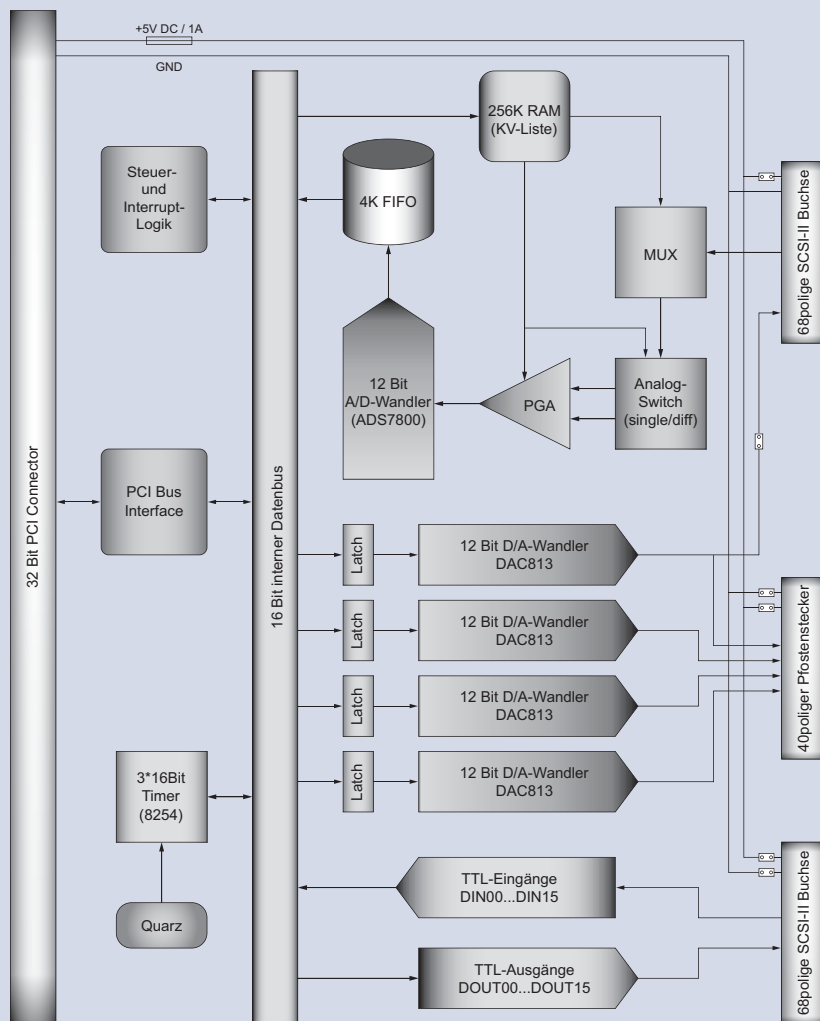 +5V DC / 1A
GND
32 Bit PCI Connector
16 Bit interner Datenbus
256K RAM
(KV-Liste)
Steuer-
und
Interrupt-
Logik
4K FIFO
MUX
68polige SCSI-II Buchse
12 Bit
A/D-Wandler
(ADS7800)
PGA
Analog-
Switch
(single/diff)
PCI Bus
Interface
Latch
12 Bit D/A-Wandler
DAC813
Latch
12 Bit D/A-Wandler
DAC813
Latch
12 Bit D/A-Wandler
DAC813
Latch
12 Bit D/A-Wandler
DAC813
40poliger Pfostenstecker
3*16Bit
Timer
(8254)
Quarz
TTL-Eingänge
DIN00...DIN15
TTL-Ausgänge
DOUT00...DOUT15
68polige SCSI-II Buchse